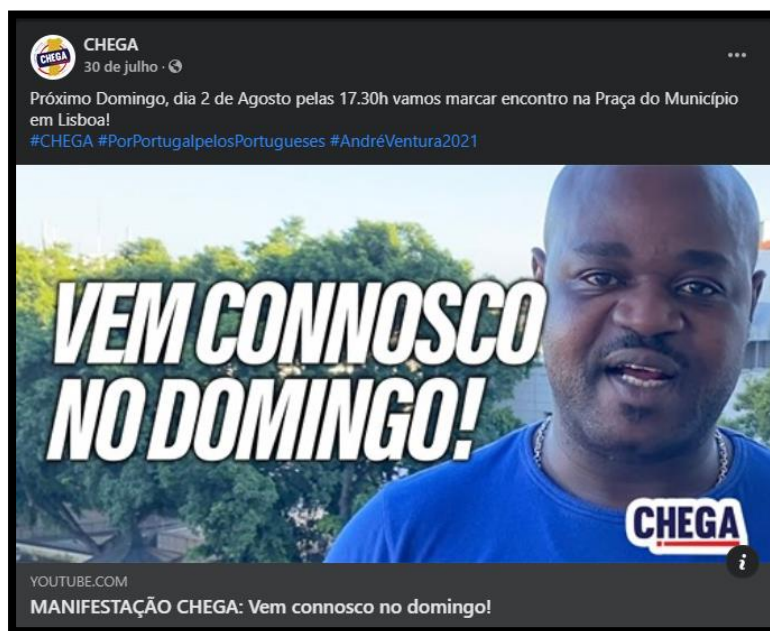 CHEGA
CHEGA
30 de julho ·
Próximo Domingo, dia 2 de Agosto pelas 17.30h vamos marcar encontro na Praça do Município
em Lisboa!
#CHEGA #PorPortugalpelosPortugueses #AndréVentura2021
VEM CONNOSCO
NO DOMINGO!
CHEGA
i
YOUTUBE.COM
MANIFESTAÇÃO CHEGA: Vem connosco no domingo!